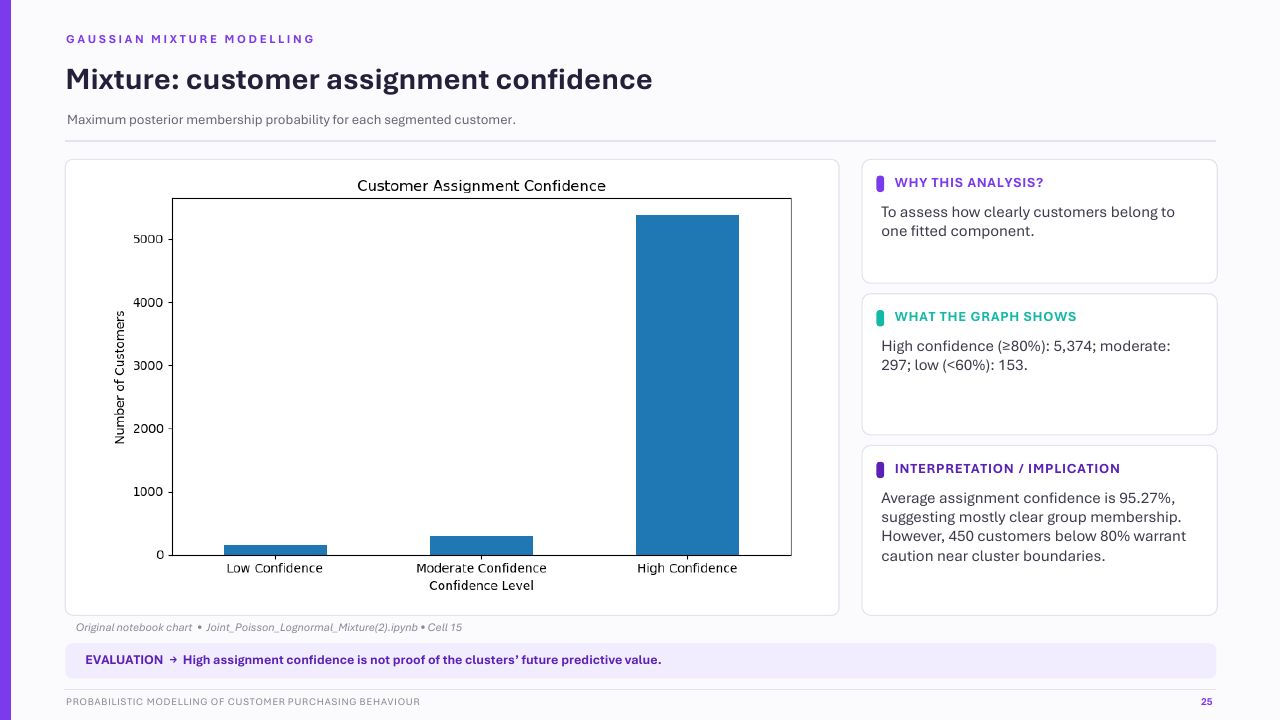 GAUSSIAN MIXTURE MODELLING
Mixture: customer assignment confidence
Maximum posterior membership probability for each segmented customer.
Customer Assignment Confidence
5000
4000
3000
2000
1000
0
Number of Customers
Low Confidence
Moderate Confidence
High Confidence
Confidence Level
Original notebook chart • Joint_Poisson_Lognormal_Mixture(2).ipynb • Cell 15
WHY THIS ANALYSIS?
To assess how clearly customers belong to
one fitted component.
WHAT THE GRAPH SHOWS
High confidence (≥80%): 5,374; moderate:
297; low (<60%): 153.
INTERPRETATION / IMPLICATION
Average assignment confidence is 95.27%,
suggesting mostly clear group membership.
However, 450 customers below 80% warrant
caution near cluster boundaries.
EVALUATION → High assignment confidence is not proof of the clusters’ future predictive value.
PROBABILISTIC MODELLING OF CUSTOMER PURCHASING BEHAVIOUR
25